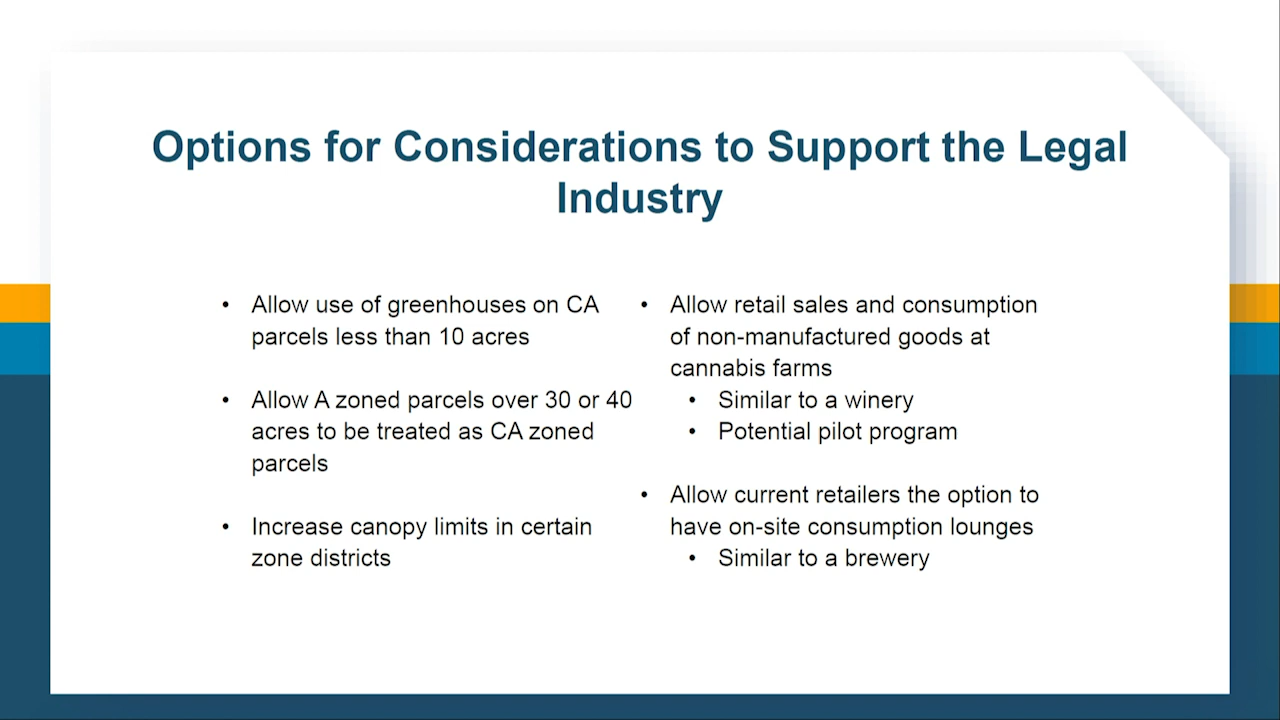 Options for Considerations to Support the Legal
Industry
• Allow use of greenhouses on CA
parcels less than 10 acres
• Allow A zoned parcels over 30 or 40
acres to be treated as CA zoned
parcels
• Increase canopy limits in certain
zone districts
• Allow retail sales and consumption
of non-manufactured goods at
cannabis farms
• Similar to a winery
• Potential pilot program
• Allow current retailers the option to
have on-site consumption lounges
• Similar to a brewery